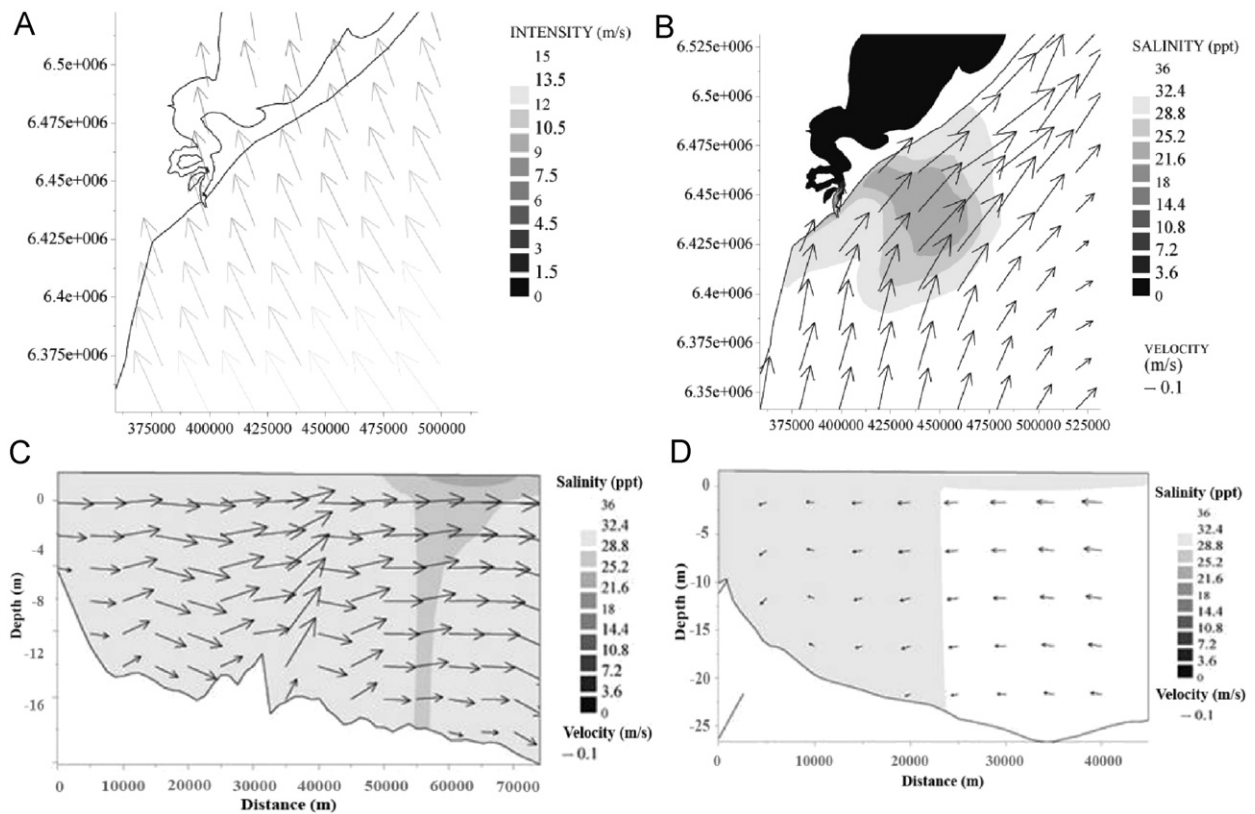 A
INTENSITY (m/s)
15
13.5
12
10.5
9
7.5
6
4.5
3
1.5
0
6.5e+006
6.475e+006
6.45e+006
6.425e+006
6.4e+006
6.375e+006
375000 400000 425000 450000 475000 500000
B
SALINITY (ppt)
36
32.4
28.8
25.2
21.6
18
14.4
10.8
7.2
3.6
0
VELOCITY
(m/s)
— 0.1
6.525e+006
6.5e+006
6.475e+006
6.45e+006
6.425e+006
6.4e+006
6.375e+006
6.35e+006
375000 400000 425000 450000 475000 500000 525000
C
Salinity (ppt)
36
32.4
28.8
25.2
21.6
18
14.4
10.8
7.2
3.6
0
Velocity (m/s)
— 0.1
Depth (m)
0
-4
-8
-12
-16
0 10000 20000 30000 40000 50000 60000 70000
Distance (m)
D
Salinity (ppt)
36
32.4
28.8
25.2
21.6
18
14.4
10.8
7.2
3.6
0
Velocity (m/s)
— 0.1
Depth (m)
0
-5
-10
-15
-20
-25
0 10000 20000 30000 40000
Distance (m)